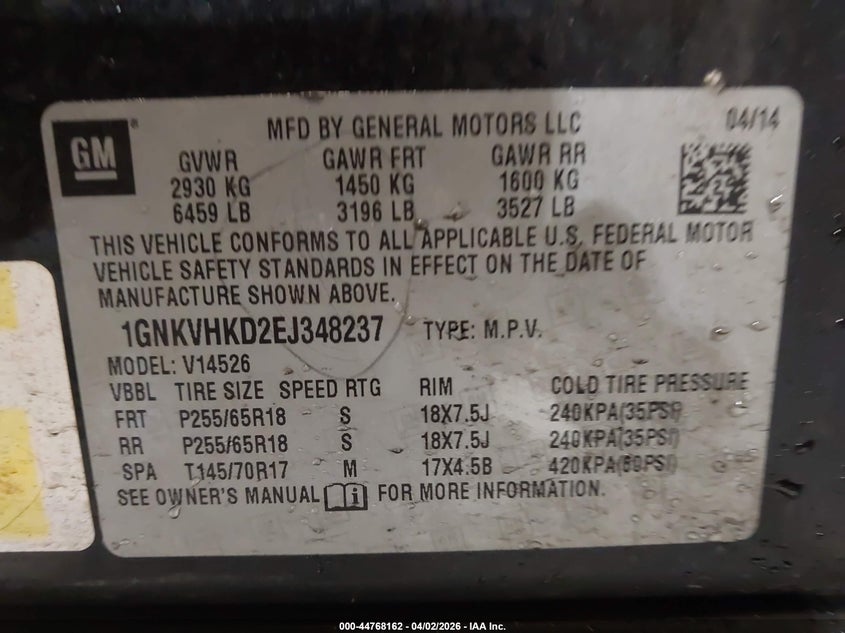 GM
MFD BY GENERAL MOTORS LLC 04/14
GVWR GAWR FRT GAWR RR
2930 KG 1450 KG 1600 KG
6459 LB 3196 LB 3527 LB
THIS VEHICLE CONFORMS TO ALL APPLICABLE U.S. FEDERAL MOTOR
VEHICLE SAFETY STANDARDS IN EFFECT ON THE DATE OF
MANUFACTURE SHOWN ABOVE.
1GNKVHKD2EJ348237 TYPE: M.P.V.
MODEL: V14526
VBBL TIRE SIZE SPEED RTG RIM COLD TIRE PRESSURE
FRT P255/65R18 S 18X7.5J 240KPA(35PSI)
RR P255/65R18 S 18X7.5J 240KPA(35PSI)
SPA T145/70R17 M 17X4.5B 420KPA(60PSI)
SEE OWNER'S MANUAL i FOR MORE INFORMATION.
000-44768162 - 04/02/2026 - IAA Inc.